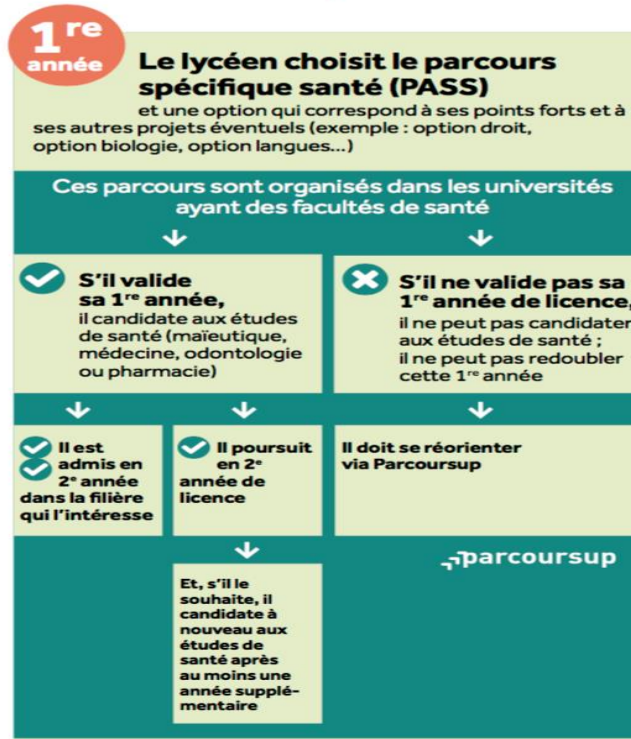 1re
année
Le lycéen choisit le parcours
spécifique santé (PASS)
et une option qui correspond à ses points forts et à
ses autres projets éventuels (exemple : option droit,
option biologie, option langues...)
Ces parcours sont organisés dans les universités
ayant des facultés de santé
S'il valide
sa 1re année,
il candidate aux études
de santé (maïeutique,
médecine, odontologie
ou pharmacie)
S'il ne valide pas sa
1re année de licence,
il ne peut pas candidater
aux études de santé ;
il ne peut pas redoubler
cette 1re année
Il est
admis en
2e année
dans la filière
qui l'intéresse
Il poursuit
en 2e
année de
licence
Il doit se réorienter
via Parcoursup
Et, s'il le
souhaite, il
candidate à
nouveau aux
études de
santé après
au moins une
année supplé-
mentaire
parcoursup